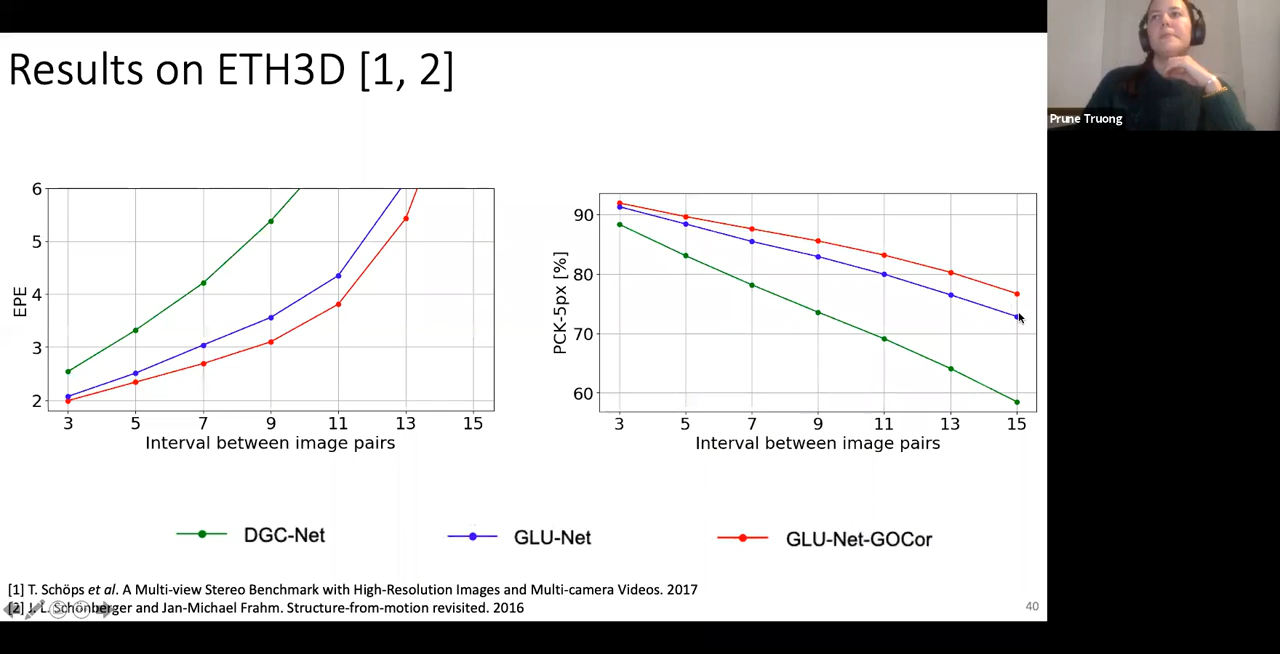 Results on ETH3D [1, 2]
Prune Truong
6
5
4
3
2
EPE
3 5 7 9 11 13 15
Interval between image pairs
90
80
70
60
PCK-5px [%]
3 5 7 9 11 13 15
Interval between image pairs
DGC-Net
GLU-Net
GLU-Net-GOCor
[1] T. Schöps et al. A Multi-view Stereo Benchmark with High-Resolution Images and Multi-camera Videos. 2017
[2] J. L. Schönberger and Jan-Michael Frahm. Structure-from-motion revisited. 2016
40